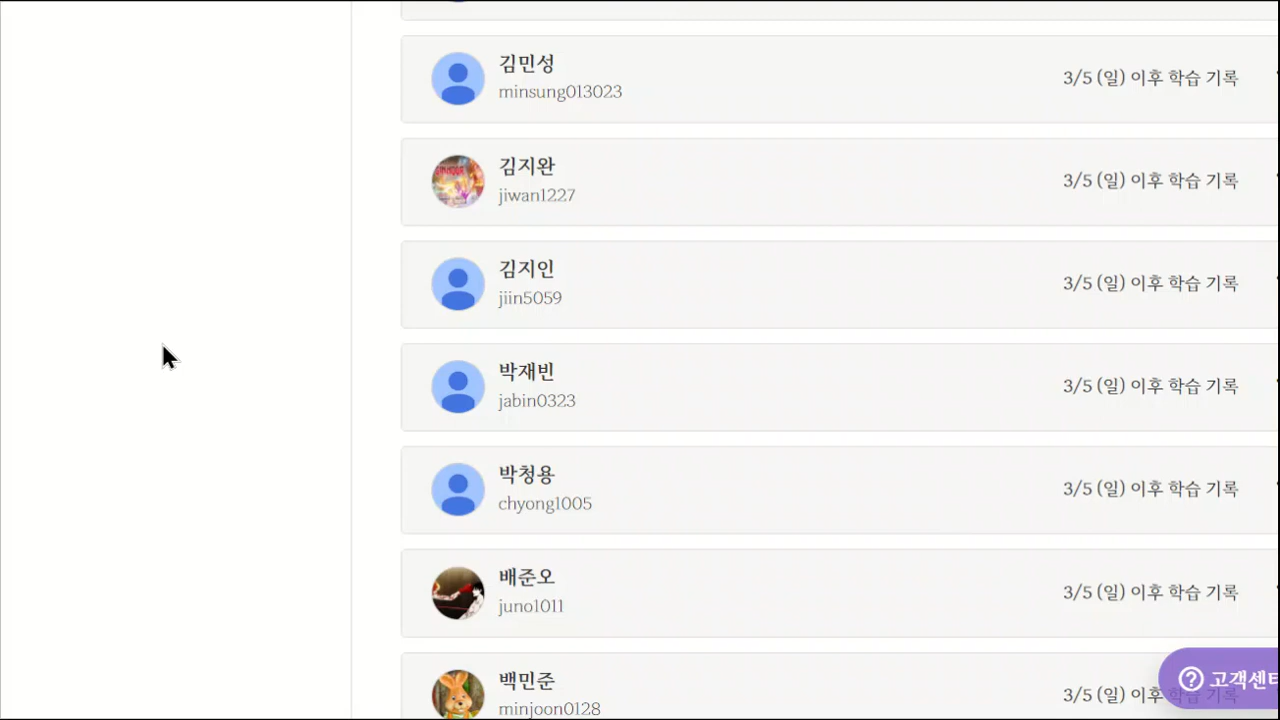 김민성
minsung013023
3/5 (일) 이후 학습 기록
김지완
jiwan1227
3/5 (일) 이후 학습 기록
김지인
jiin5059
3/5 (일) 이후 학습 기록
박재빈
jabin0323
3/5 (일) 이후 학습 기록
박청용
chyong1005
3/5 (일) 이후 학습 기록
배준오
juno1011
3/5 (일) 이후 학습 기록
백민준
minjoon0128
3/5 (일) 이후 학습 기록
고객센터